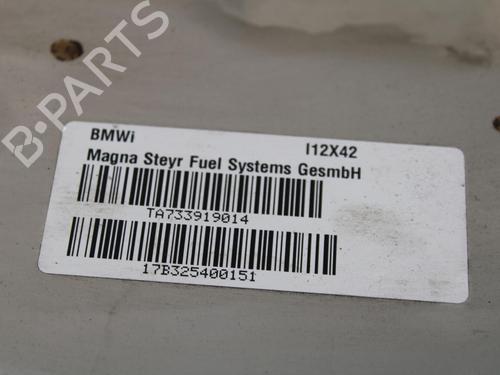 B-PARTS
BMWi I12X42
Magna Steyr Fuel Systems GesmbH
TA733919014
17B325400151